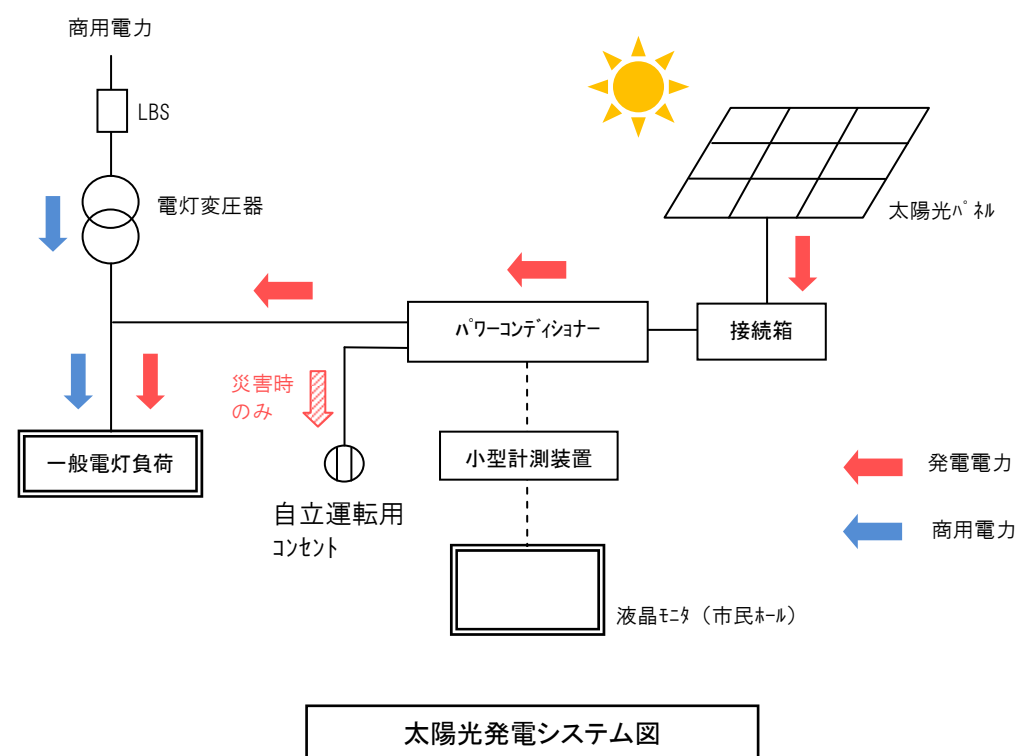 商用電力
LBS
電灯変圧器
太陽光ﾊﾟﾈﾙ
ﾊﾟﾜｰｺﾝﾃﾞｨｼｮﾅｰ
接続箱
災害時
のみ
一般電灯負荷
小型計測装置
発電電力
自立運転用
ｺﾝｾﾝﾄ
商用電力
液晶ﾓﾆﾀ（市民ﾎｰﾙ）
太陽光発電システム図